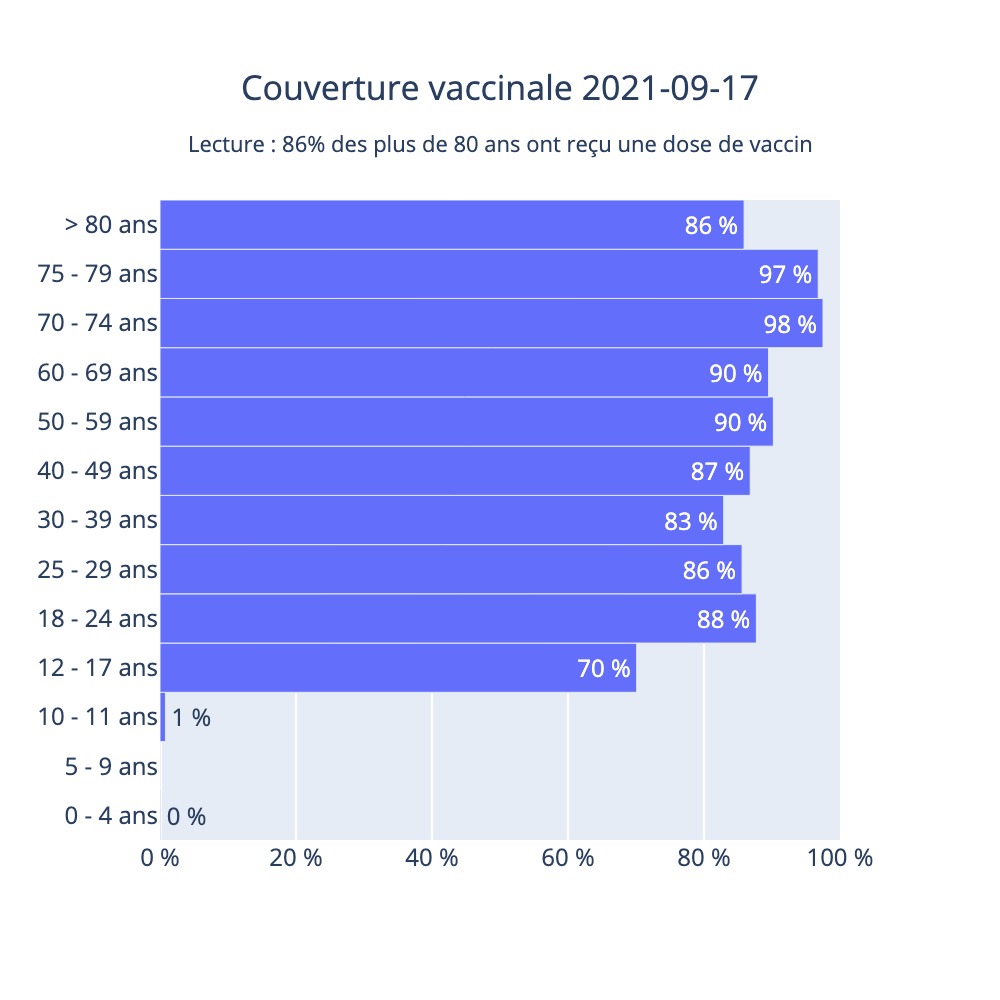 Couverture vaccinale 2021-09-17
Lecture : 86% des plus de 80 ans ont reçu une dose de vaccin
> 80 ans 86 %
75 - 79 ans 97 %
70 - 74 ans 98 %
60 - 69 ans 90 %
50 - 59 ans 90 %
40 - 49 ans 87 %
30 - 39 ans 83 %
25 - 29 ans 86 %
18 - 24 ans 88 %
12 - 17 ans 70 %
10 - 11 ans 1 %
5 - 9 ans
0 - 4 ans 0 %
0 % 20 % 40 % 60 % 80 % 100 %